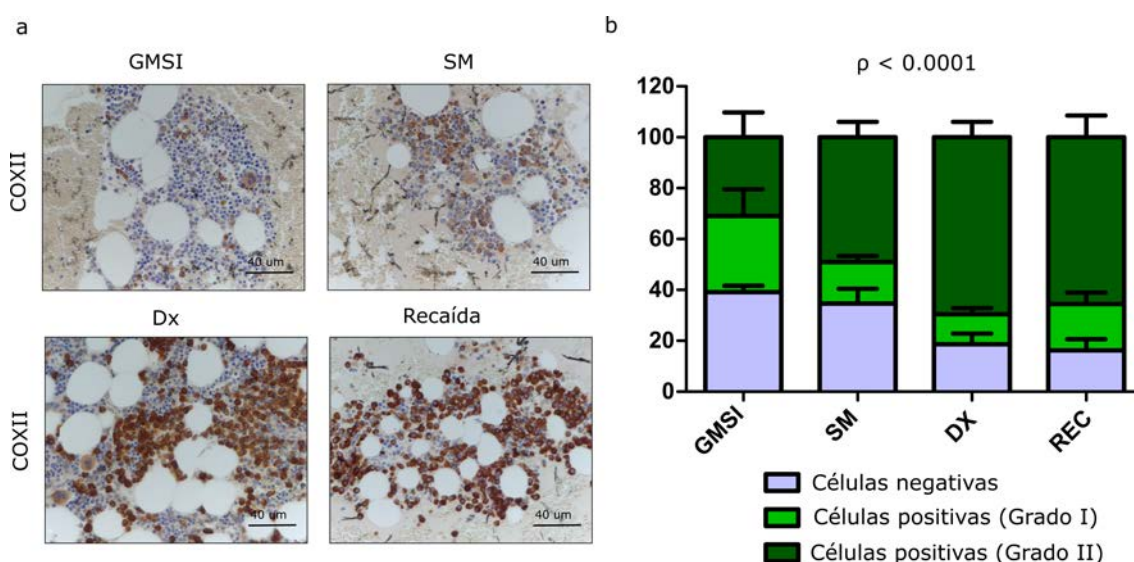 a
GMSI
SM
COXII
40 um
40 um
Dx
Recaída
COXII
40 um
40 um
b
ρ < 0.0001
120
100
80
60
40
20
0
GMSI
SM
DX
REC
Células negativas
Células positivas (Grado I)
Células positivas (Grado II)